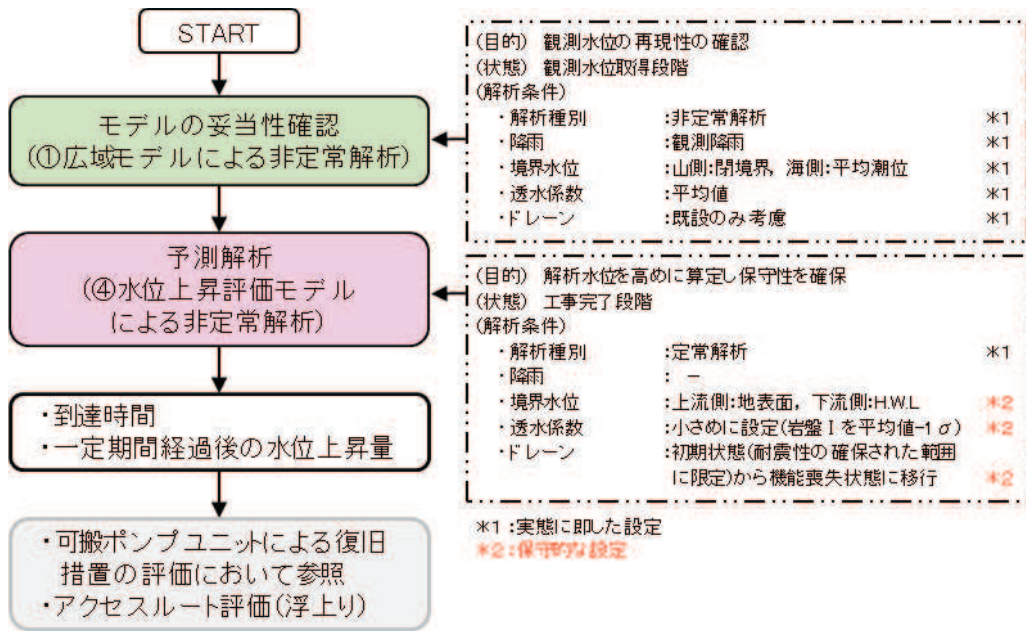 START
モデルの妥当性確認
(①広域モデルによる非定常解析)
予測解析
(④水位上昇評価モデル
による非定常解析)
・到達時間
・一定期間経過後の水位上昇量
・可搬ポンプユニットによる復旧
措置の評価において参照
・アクセスルート評価(浮上り)
(目的) 観測水位の再現性の確認
(状態) 観測水位取得段階
(解析条件)
・解析種別 :非定常解析 *1
・降雨 :観測降雨 *1
・境界水位 :山側:閉境界, 海側:平均潮位 *1
・透水係数 :平均値 *1
・ドレーン :既設のみ考慮 *1
(目的) 解析水位を高めに算定し保守性を確保
(状態) 工事完了段階
(解析条件)
・解析種別 :定常解析 *1
・降雨 : −
・境界水位 :上流側:地表面, 下流側:H.W.L *2
・透水係数 :小さめに設定(岩盤Ⅰを平均値-1σ) *2
・ドレーン :初期状態(耐震性の確保された範囲
に限定)から機能喪失状態に移行 *2
*1:実態に即した設定
*2:保守的な設定